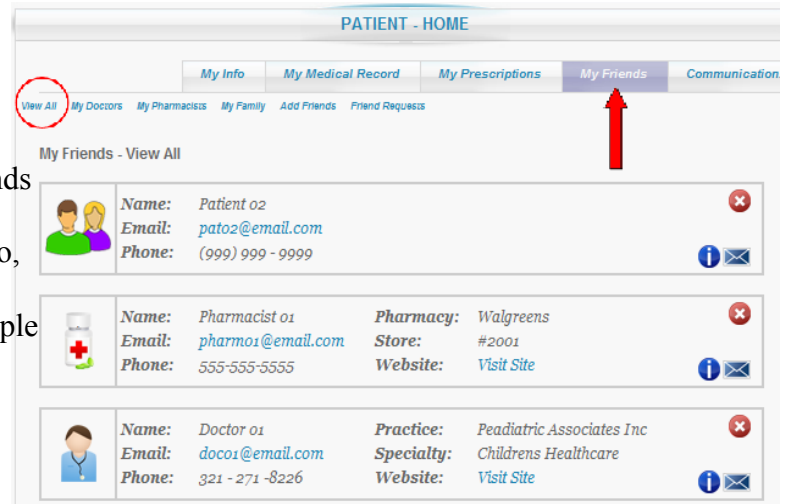 PATIENT - HOME
My Info My Medical Record My Prescriptions My Friends Communication
View All My Doctors My Pharmacists My Family Add Friends Friend Requests
My Friends - View All
Name: Patient 02
Email: pat02@email.com
Phone: (999) 999 - 9999
Name: Pharmacist 01 Pharmacy: Walgreens
Email: pharm01@email.com Store: #2001
Phone: 555-555-5555 Website: Visit Site
Name: Doctor 01 Practice: Peadiatric Associates Inc
Email: doc01@email.com Specialty: Childrens Healthcare
Phone: 321 - 271 -8226 Website: Visit Site